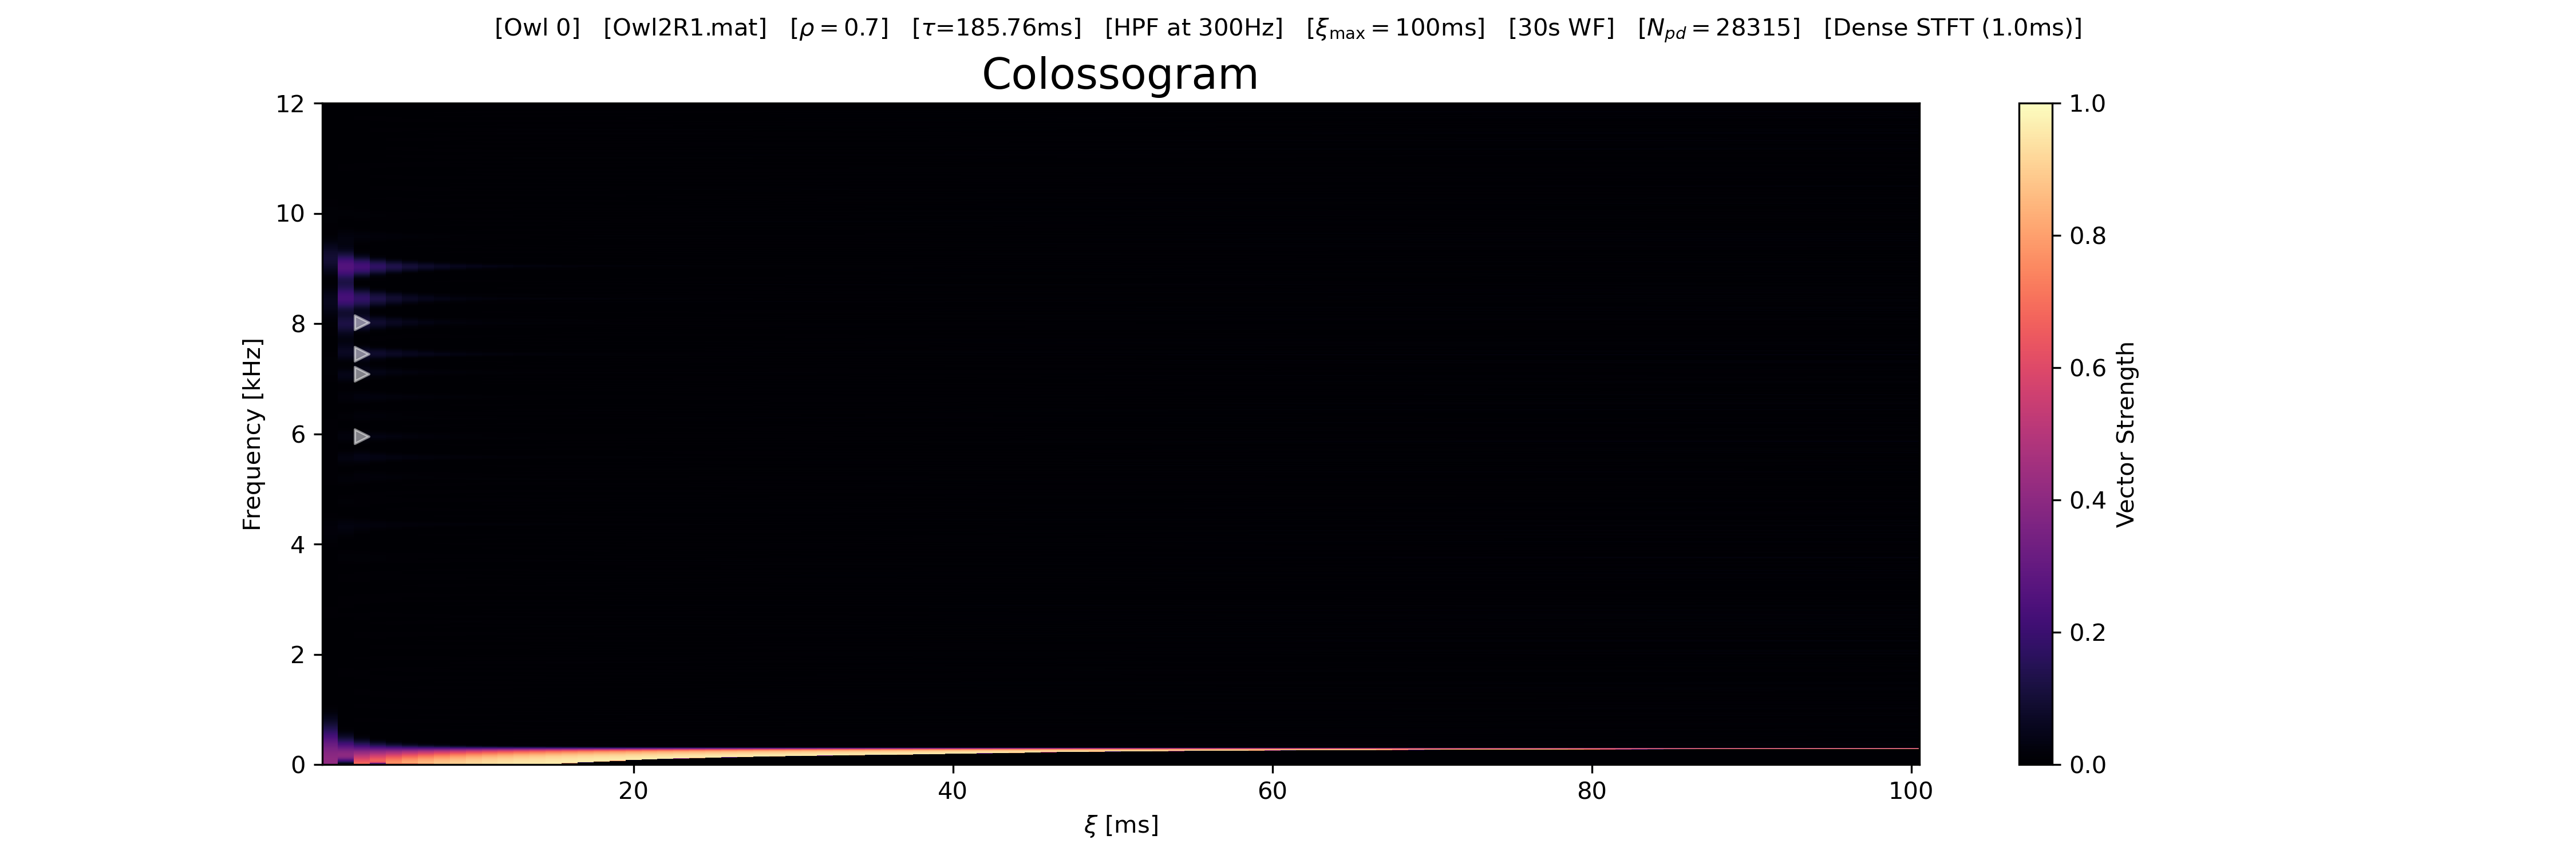 [Owl 0] [Owl2R1.mat] [ρ = 0.7] [τ=185.76ms] [HPF at 300Hz] [ξmax = 100ms] [30s WF] [Npd = 28315] [Dense STFT (1.0ms)]
Colossogram
12
10
8
6
4
2
0
Frequency [kHz]
20 40 60 80 100
ξ [ms]
1.0
0.8
0.6
0.4
0.2
0.0
Vector Strength